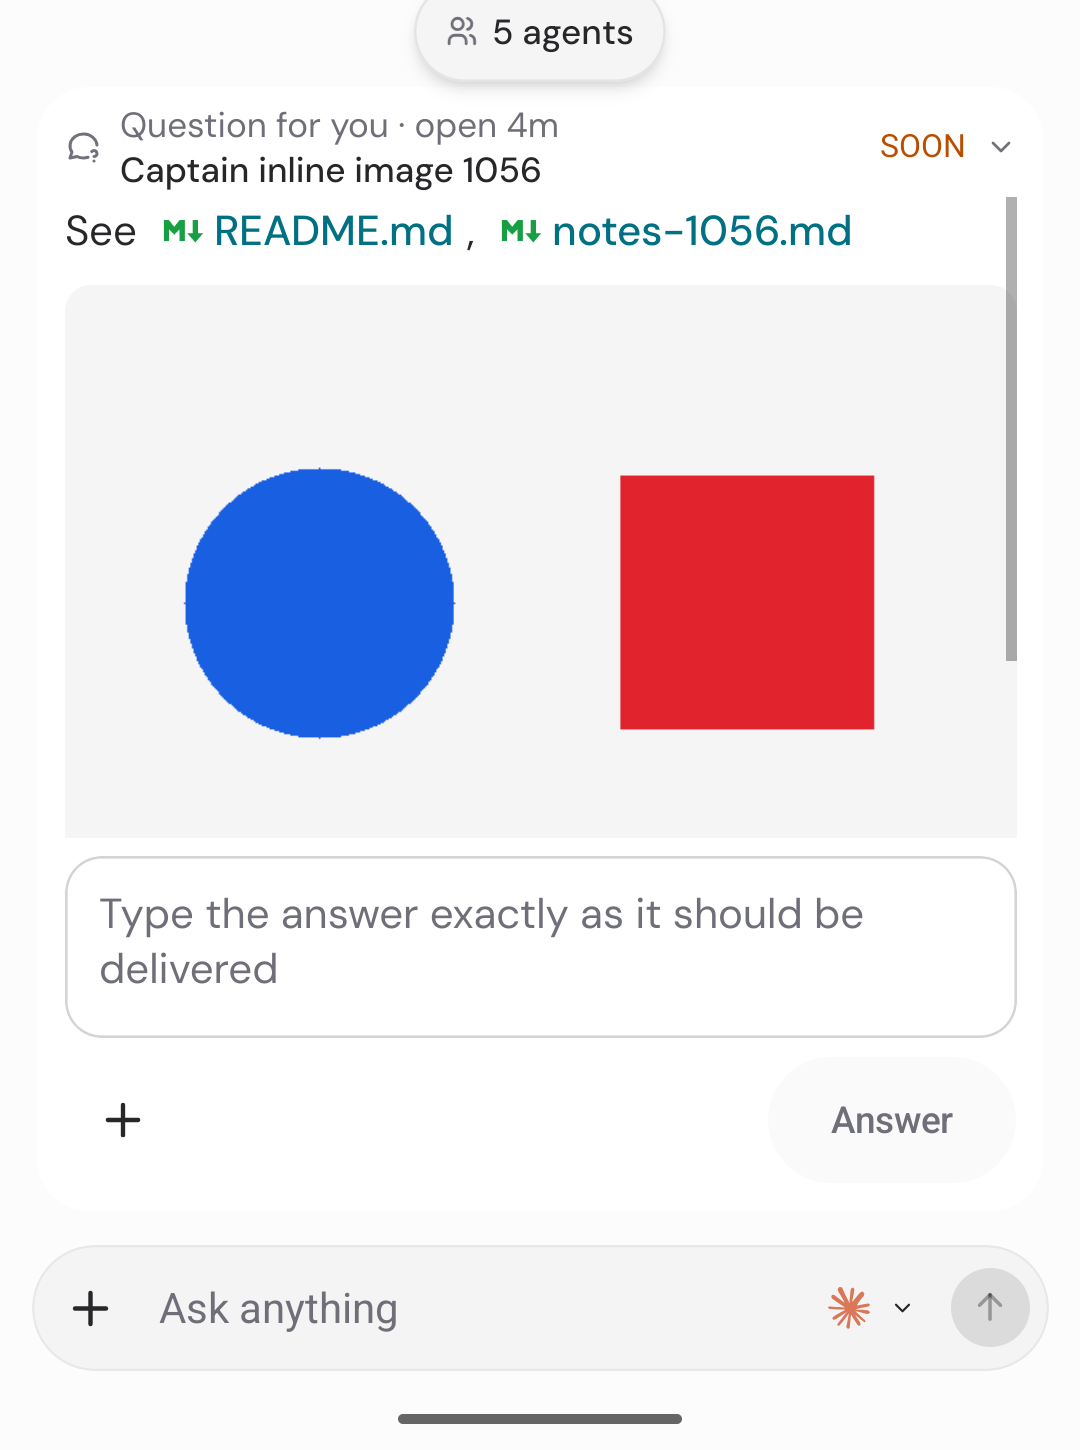 5 agents
Question for you · open 4m
Captain inline image 1056
SOON
See M↓ README.md , M↓ notes-1056.md
Type the answer exactly as it should be
delivered
Answer
Ask anything